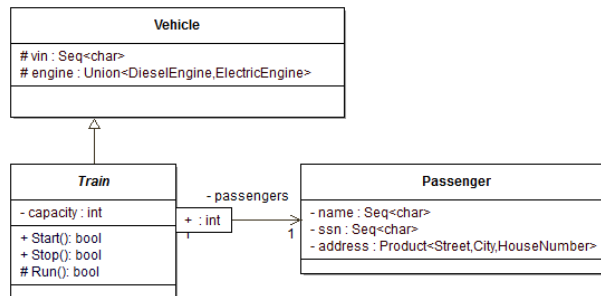 Vehicle
# vin : Seq<char>
# engine : Union<DieselEngine,ElectricEngine>
Train
- capacity : int
+ Start(): bool
+ Stop(): bool
# Run(): bool
- passengers
+ : int
1
1
Passenger
- name : Seq<char>
- ssn : Seq<char>
- address : Product<Street,City,HouseNumber>